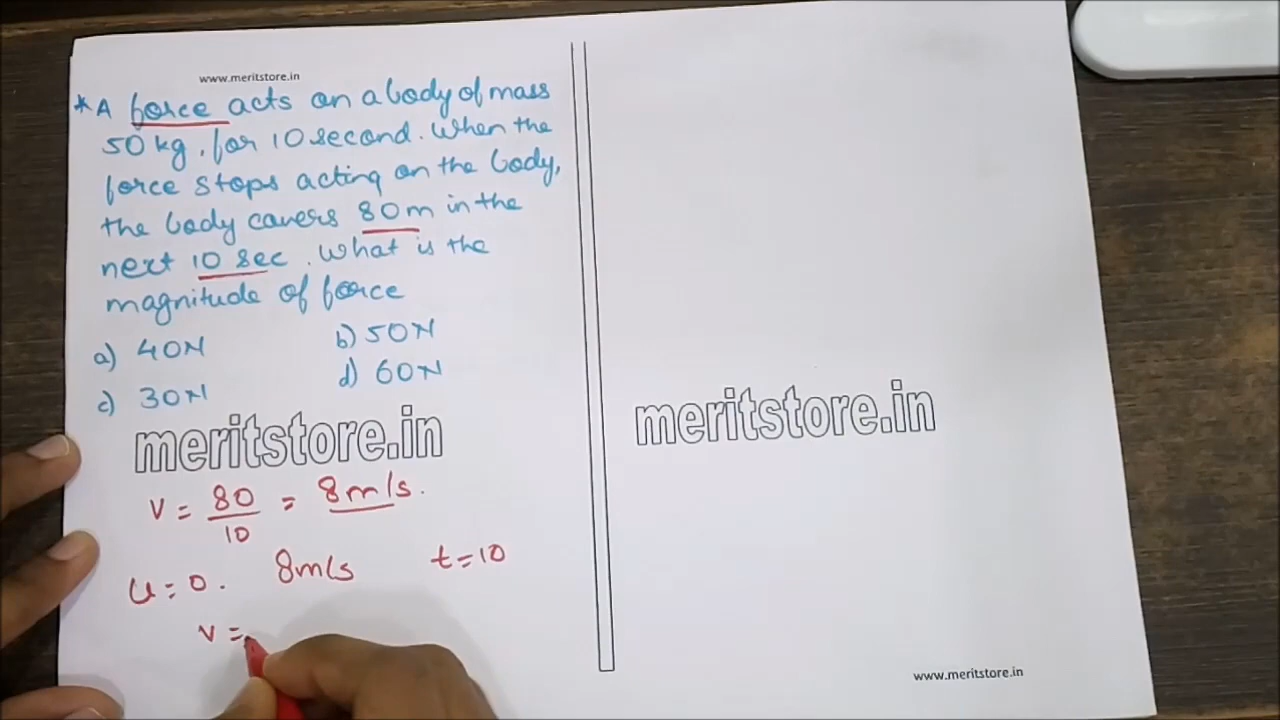 www.meritstore.in
*A force acts on a body of mass
50 kg, for 10 second. When the
force stops acting on the body,
the body covers 80m in the
next 10 sec. What is the
magnitude of force
a) 40N b) 50N
c) 30N d) 60N
meritstore.in
V = 80/10 = 8m/s.
u = 0. 8m/s t = 10
v =
meritstore.in
www.meritstore.in